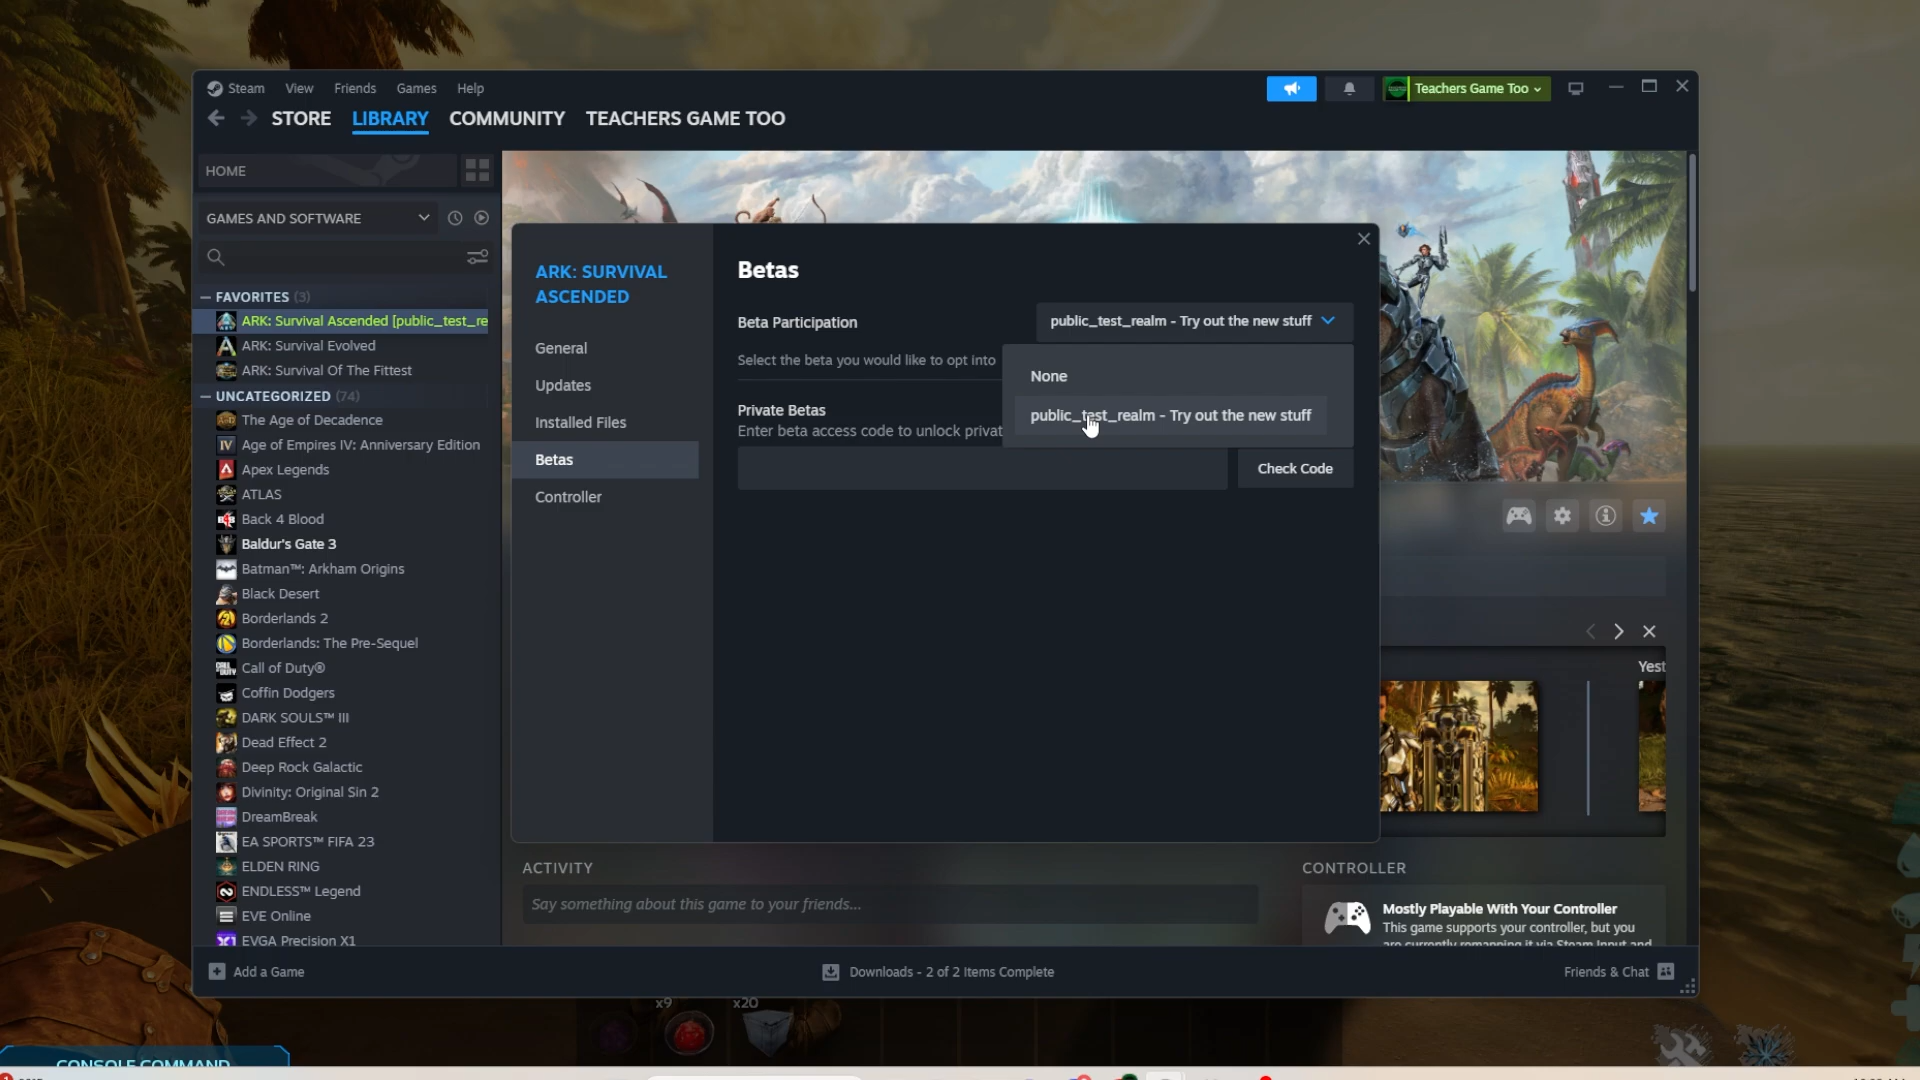 Steam View Friends Games Help
Teachers Game Too
STORE LIBRARY COMMUNITY TEACHERS GAME TOO
HOME
GAMES AND SOFTWARE
FAVORITES (3)
ARK: Survival Ascended [public_test_re
ARK: Survival Evolved
ARK: Survival Of The Fittest
UNCATEGORIZED (74)
The Age of Decadence
Age of Empires IV: Anniversary Edition
Apex Legends
ATLAS
Back 4 Blood
Baldur's Gate 3
Batman™: Arkham Origins
Black Desert
Borderlands 2
Borderlands: The Pre-Sequel
Call of Duty®
Coffin Dodgers
DARK SOULS™ III
Dead Effect 2
Deep Rock Galactic
Divinity: Original Sin 2
DreamBreak
EA SPORTS™ FIFA 23
ELDEN RING
ENDLESS™ Legend
EVE Online
EVGA Precision X1
ARK: SURVIVAL
ASCENDED
General
Updates
Installed Files
Betas
Controller
Betas
Beta Participation
public_test_realm - Try out the new stuff
Select the beta you would like to opt into
None
public_test_realm - Try out the new stuff
Private Betas
Enter beta access code to unlock privat
Check Code
Yest
ACTIVITY
Say something about this game to your friends...
CONTROLLER
Mostly Playable With Your Controller
This game supports your controller, but you
are currently remapping it via Steam Input and
Add a Game
Downloads - 2 of 2 Items Complete
Friends & Chat
x9 x20
CONSOLE COMMAND